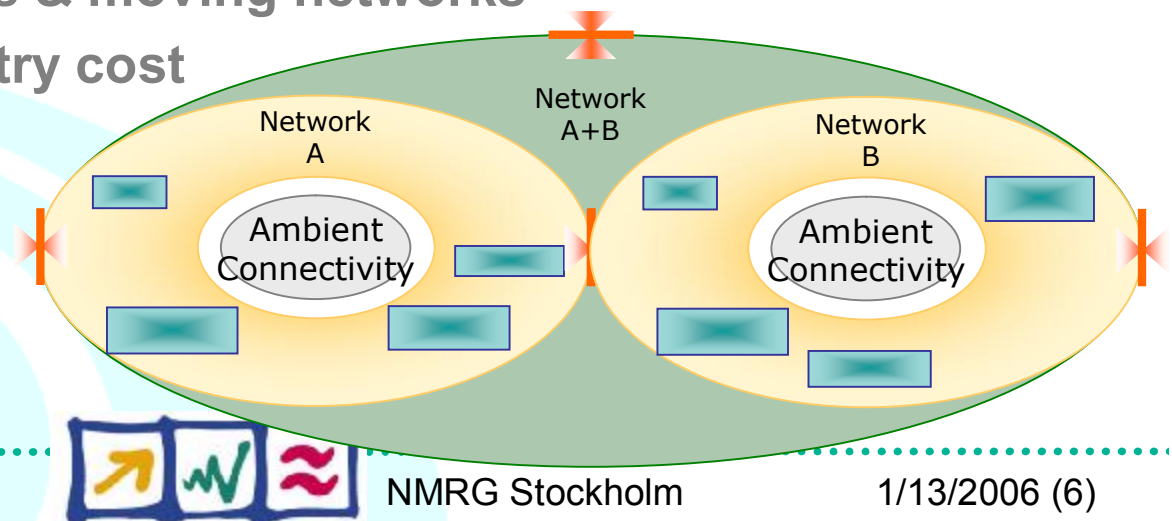 & moving networks
try cost
Network
A+B
Network
A
Network
B
Ambient
Connectivity
Ambient
Connectivity
NMRG Stockholm
1/13/2006 (6)